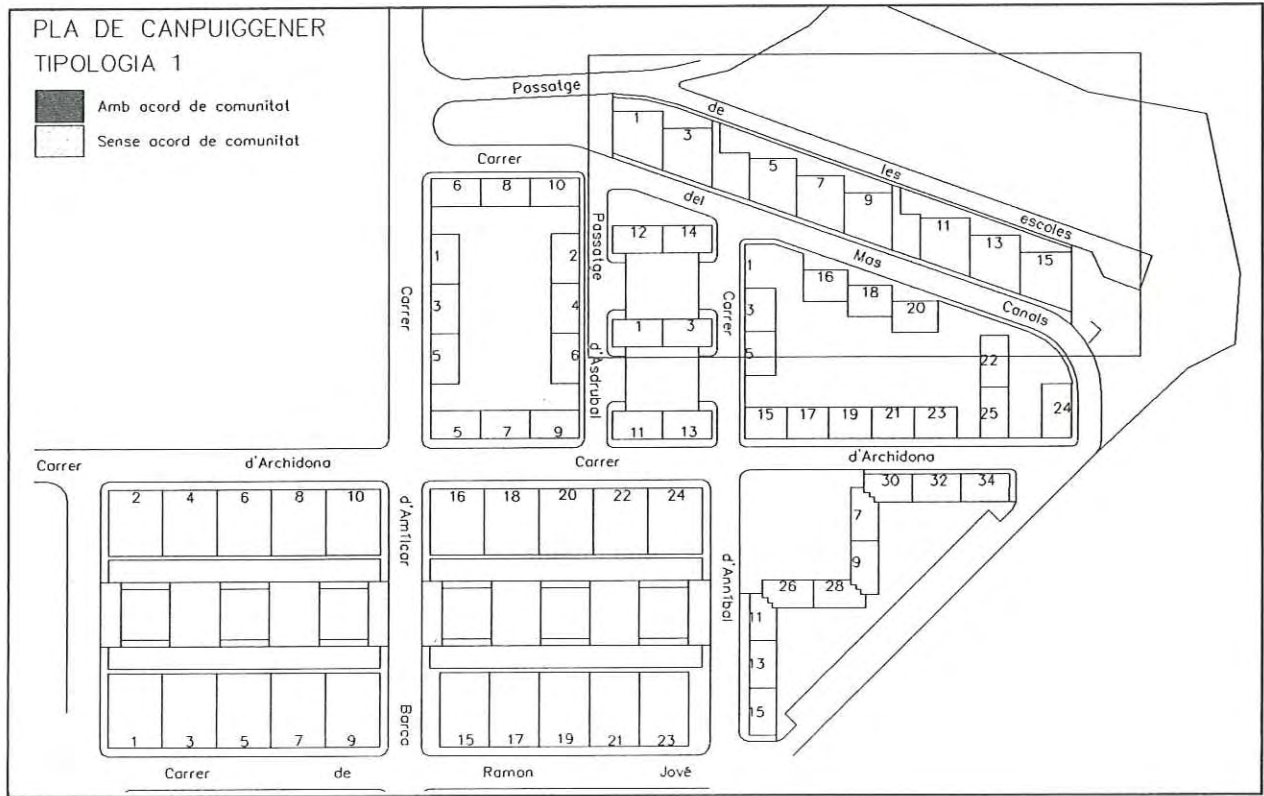 PLA DE CANPUIGGENER
TIPOLOGIA 1
Amb acord de comunitat
Sense acord de comunitat
Passatge de les escoles
1 3 5 7 9 11 13 15
Carrer del Mas Canals
6 8 10
12 14
16 18 20
22
24
Carrer
1 3 5
2 4 6
Passatge d'Asdrubal
1 3
11 13
Carrer
1 3 5
5 7 9
15 17 19 21 23 25
Carrer d'Archidona Carrer d'Archidona
2 4 6 8 10
d'Amílcar Barca
16 18 20 22 24
d'Anníbal
30 32 34
7
9
26 28
11
13
15
1 3 5 7 9
15 17 19 21 23
Carrer de Ramon Jové